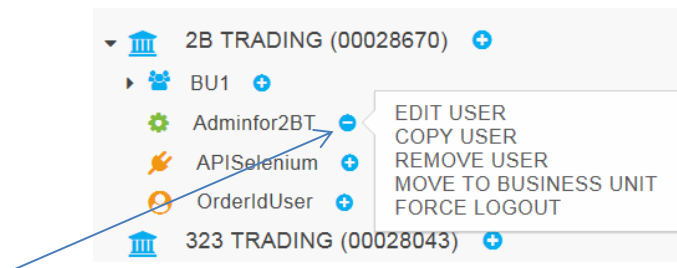 2B TRADING (00028670)
BU1
Adminfor2BT
EDIT USER
COPY USER
REMOVE USER
MOVE TO BUSINESS UNIT
FORCE LOGOUT
APISelenium
OrderIdUser
323 TRADING (00028043)